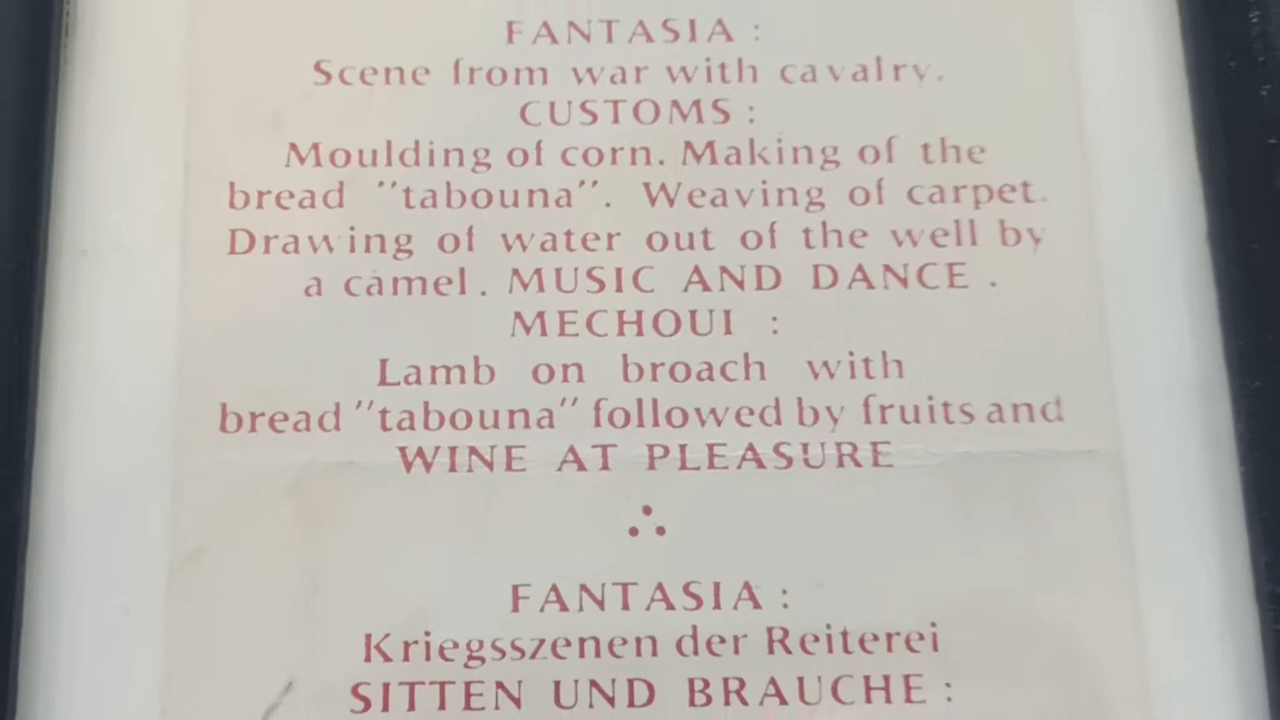 FANTASIA :
Scene from war with cavalry.
CUSTOMS :
Moulding of corn. Making of the
bread "tabouna". Weaving of carpet.
Drawing of water out of the well by
a camel. MUSIC AND DANCE .
MECHOUI :
Lamb on broach with
bread "tabouna" followed by fruits and
WINE AT PLEASURE
FANTASIA :
Kriegsszenen der Reiterei
SITTEN UND BRAUCHE :